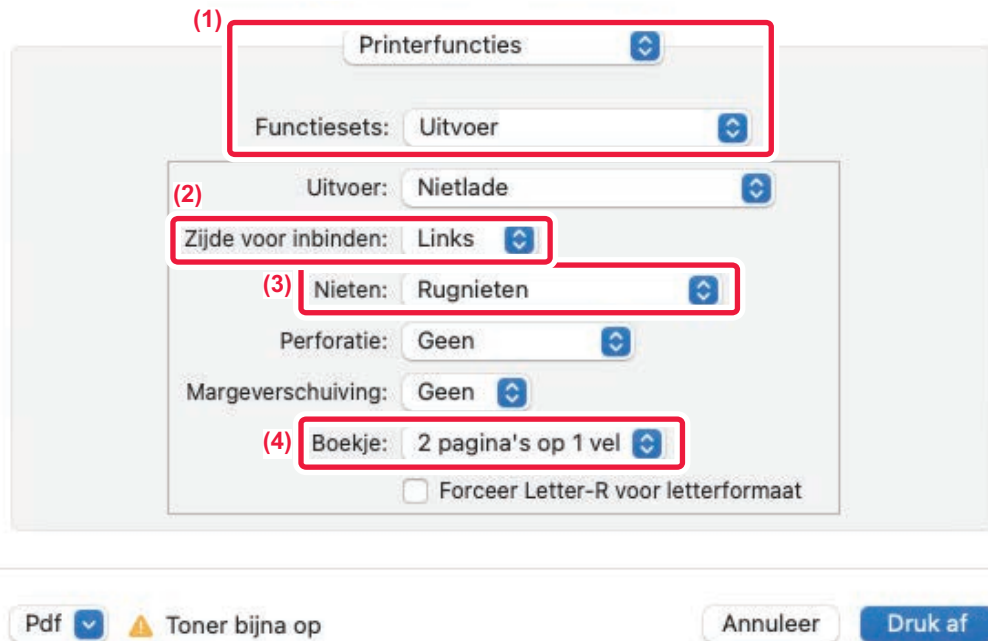 (1)
Printerfuncties
Functiesets: Uitvoer
Uitvoer: Nietlade
(2)
Zijde voor inbinden: Links
(3) Nieten: Rugnieten
Perforatie: Geen
Margeverschuiving: Geen
(4) Boekje: 2 pagina's op 1 vel
Forceer Letter-R voor letterformaat
Pdf Toner bijna op Annuleer Druk af